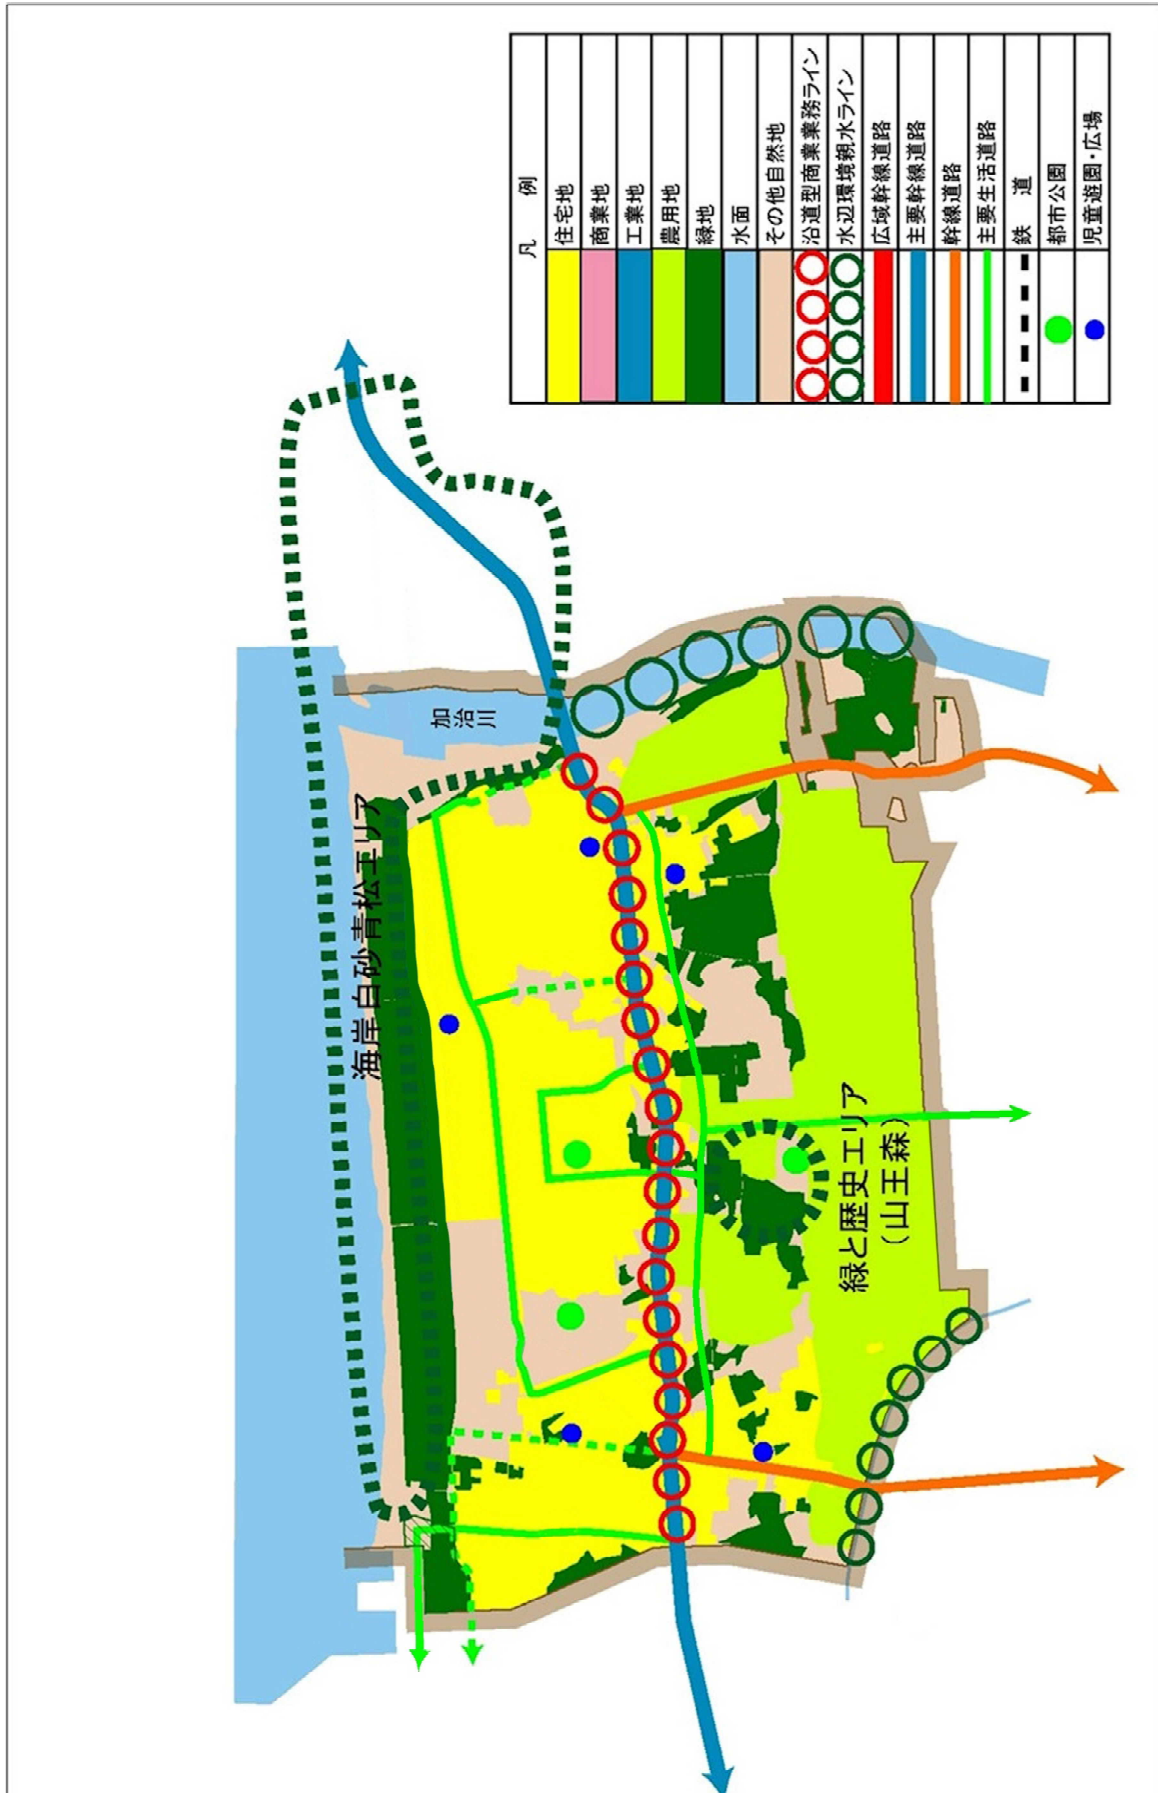 凡　例
住宅地
商業地
工業地
農用地
緑地
水面
その他自然地
沿道型商業業務ライン
水辺環境親水ライン
広域幹線道路
主要幹線道路
幹線道路
主要生活道路
鉄　道
都市公園
児童遊園・広場
加治川
海岸白砂青松エリア
緑と歴史エリア
（山王森）